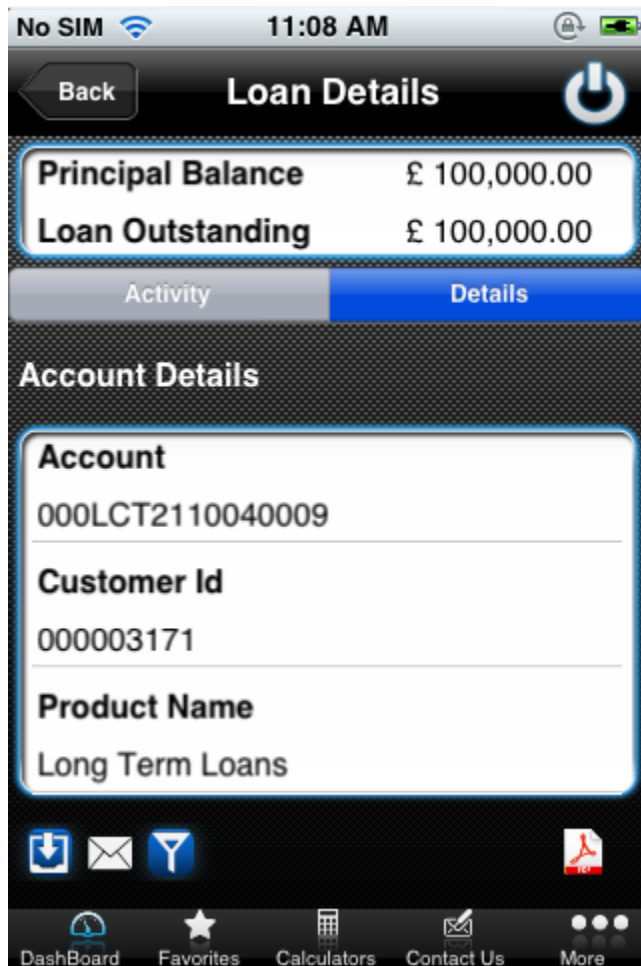 No SIM 11:08 AM
Back Loan Details
Principal Balance £ 100,000.00
Loan Outstanding £ 100,000.00
Activity Details
Account Details
Account
000LCT2110040009
Customer Id
000003171
Product Name
Long Term Loans
DashBoard Favorites Calculators Contact Us More